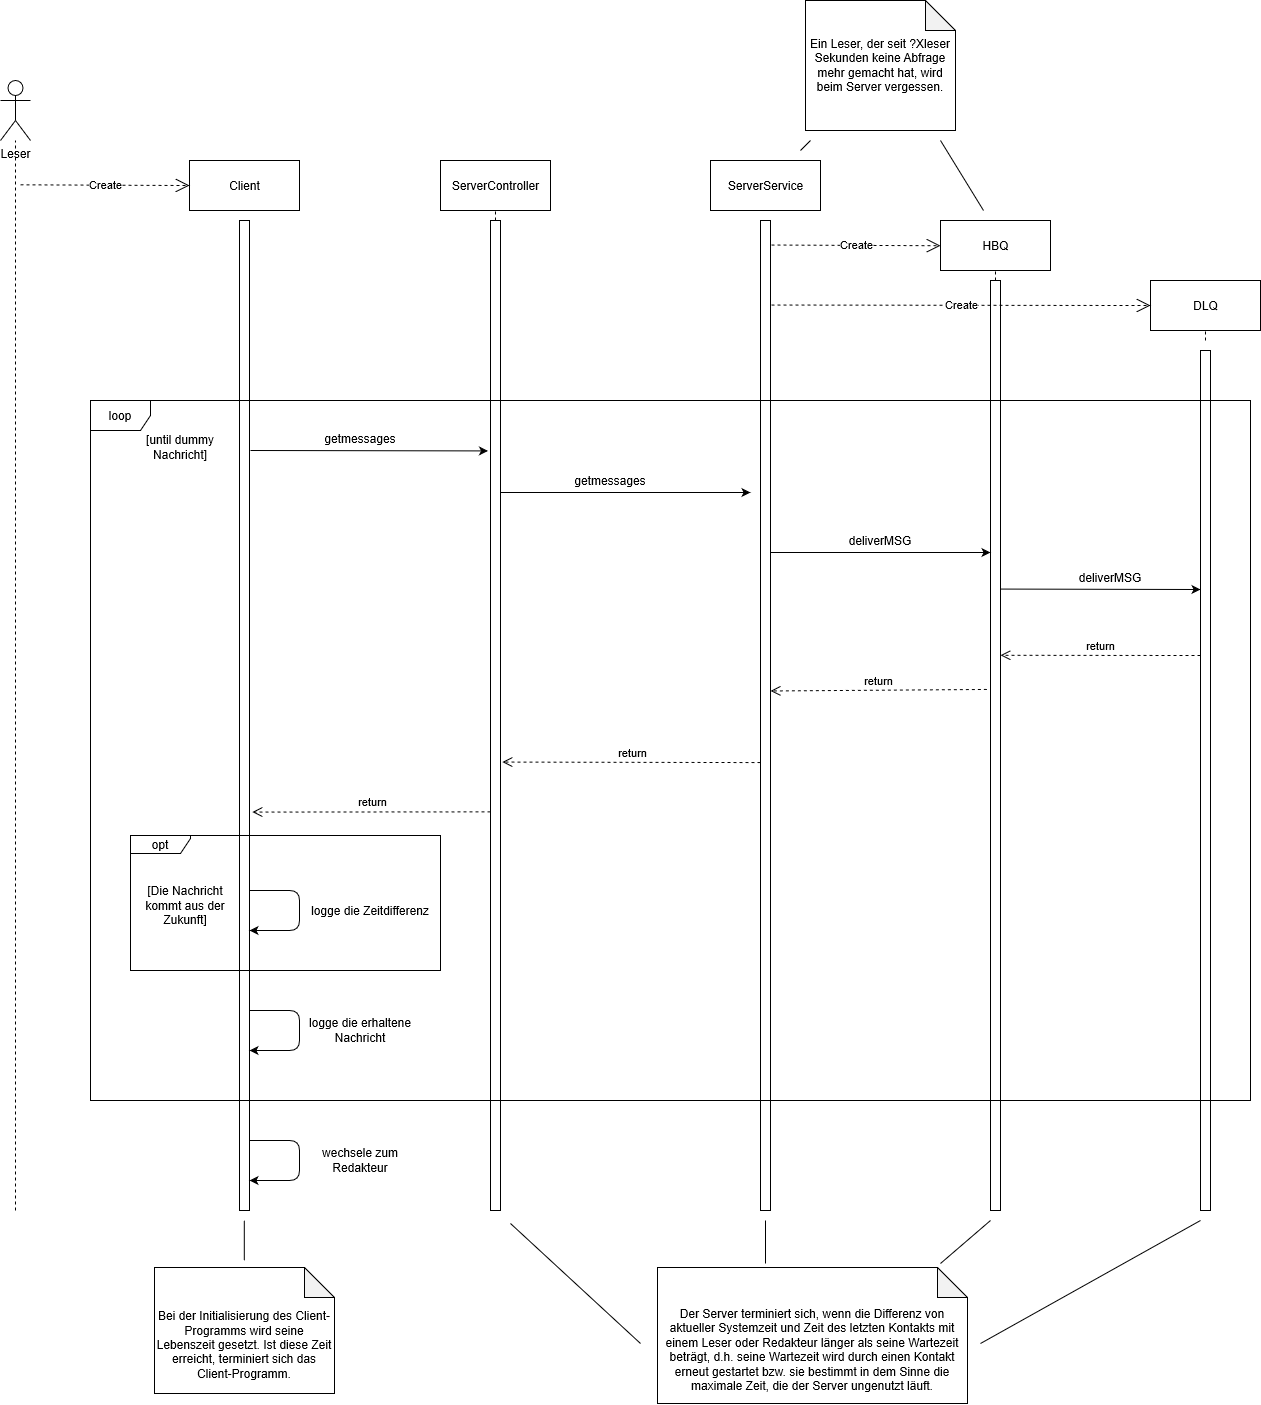 Ein Leser, der seit ?Xleser
Sekunden keine Abfrage
mehr gemacht hat, wird
beim Server vergessen.
Leser
Create
Client
ServerController
ServerService
Create
HBQ
Create
DLQ
loop
[until dummy
Nachricht]
getmessages
getmessages
deliverMSG
deliverMSG
return
return
return
return
opt
[Die Nachricht
kommt aus der
Zukunft]
logge die Zeitdifferenz
logge die erhaltene
Nachricht
wechsele zum
Redakteur
Bei der Initialisierung des Client-
Programms wird seine
Lebenszeit gesetzt. Ist diese Zeit
erreicht, terminiert sich das
Client-Programm.
Der Server terminiert sich, wenn die Differenz von
aktueller Systemzeit und Zeit des letzten Kontakts mit
einem Leser oder Redakteur länger als seine Wartezeit
beträgt, d.h. seine Wartezeit wird durch einen Kontakt
erneut gestartet bzw. sie bestimmt in dem Sinne die
maximale Zeit, die der Server ungenutzt läuft.